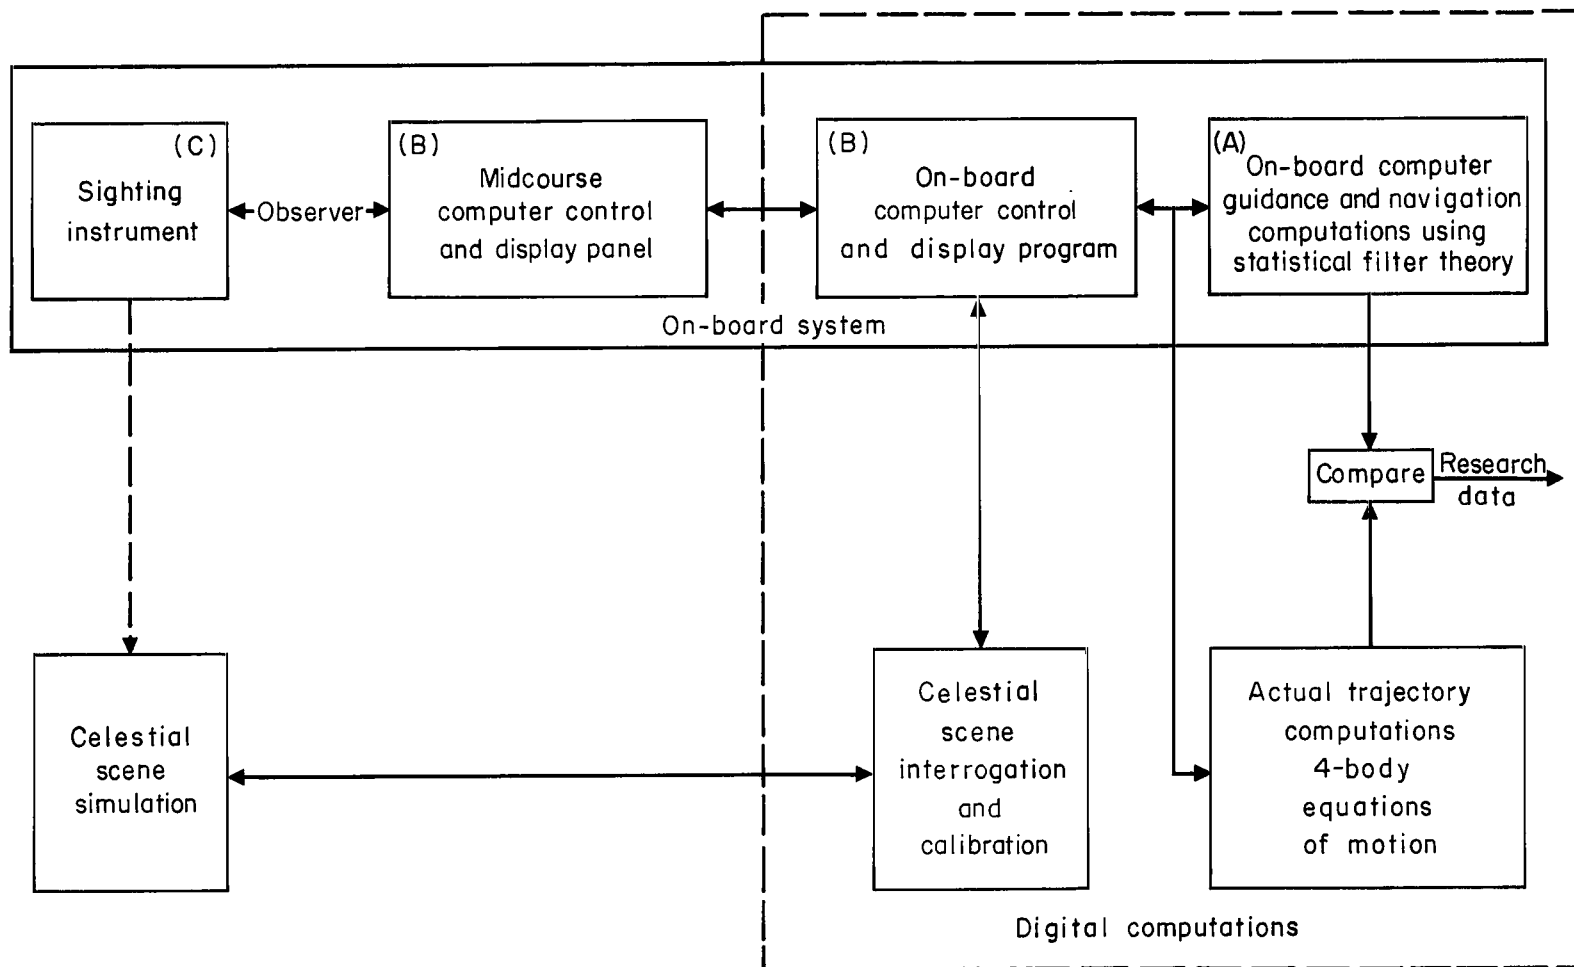 (C)
Sighting
instrument
Observer
(B)
Midcourse
computer control
and display panel
(B)
On-board
computer control
and display program
(A)
On-board computer
guidance and navigation
computations using
statistical filter theory
On-board system
Compare
Research
data
Celestial
scene
simulation
Celestial
scene
interrogation
and
calibration
Actual trajectory
computations
4-body
equations
of motion
Digital computations